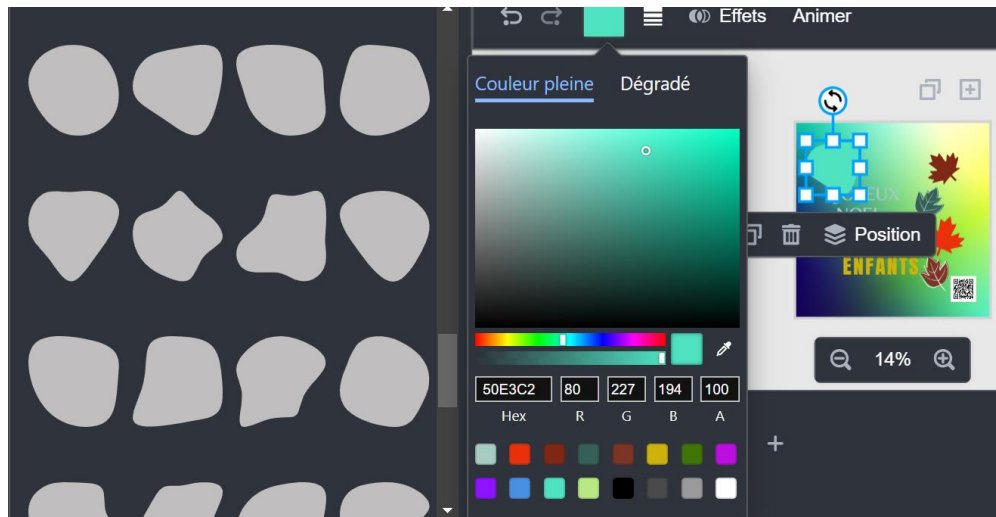 Effets Animer
Couleur pleine Dégradé
Position
ENFANTS
14%
50E3C2 80 227 194 100
Hex R G B A